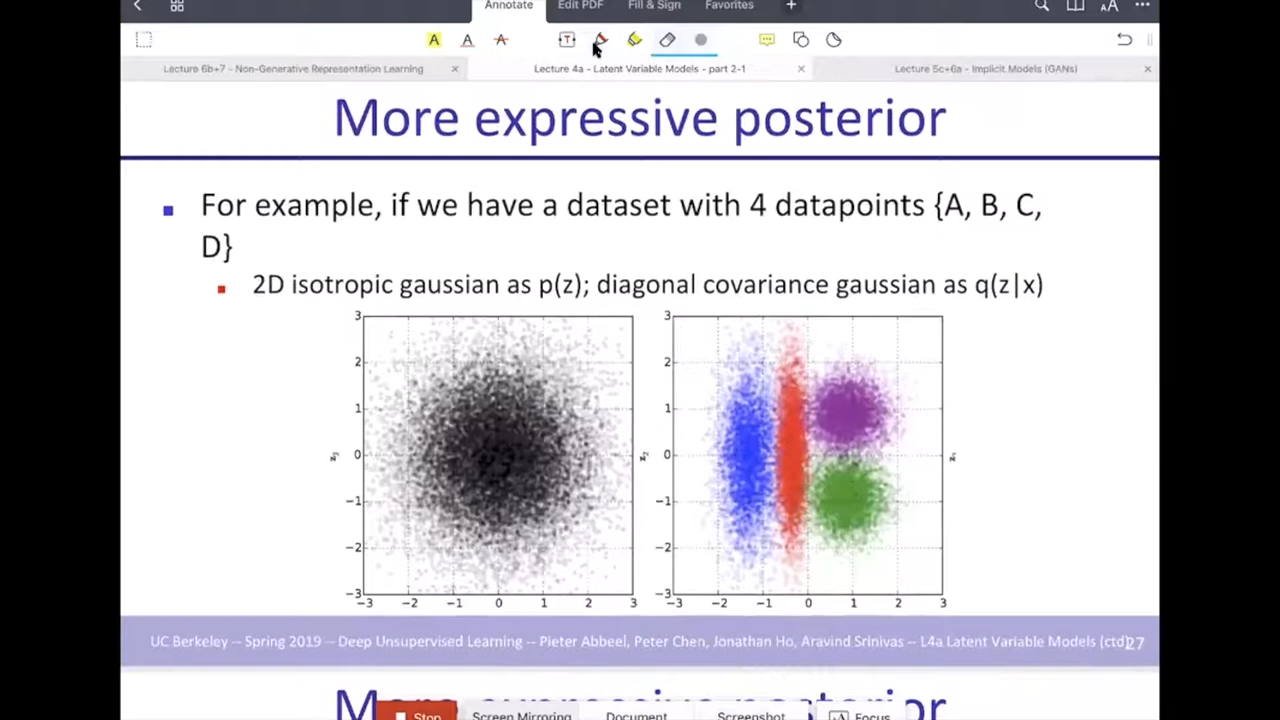 Annotate Edit PDF Fill & Sign Favorites +
Lecture 6b+7 - Non-Generative Representation Learning × Lecture 4a - Latent Variable Models - part 2-1 × Lecture 5c+6a - Implicit Models (GANs) ×
More expressive posterior
For example, if we have a dataset with 4 datapoints {A, B, C,
D}
2D isotropic gaussian as p(z); diagonal covariance gaussian as q(z|x)
3 3
2 2
1 1
0 0
−1 −1
−2 −2
−3 −3
−3 −2 −1 0 1 2 3 −3 −2 −1 0 1 2 3
UC Berkeley -- Spring 2019 -- Deep Unsupervised Learning -- Pieter Abbeel, Peter Chen, Jonathan Ho, Aravind Srinivas -- L4a Latent Variable Models (ctd) 27
More expressive posterior
Stop Screen Mirroring Document Screenshot AA Focus